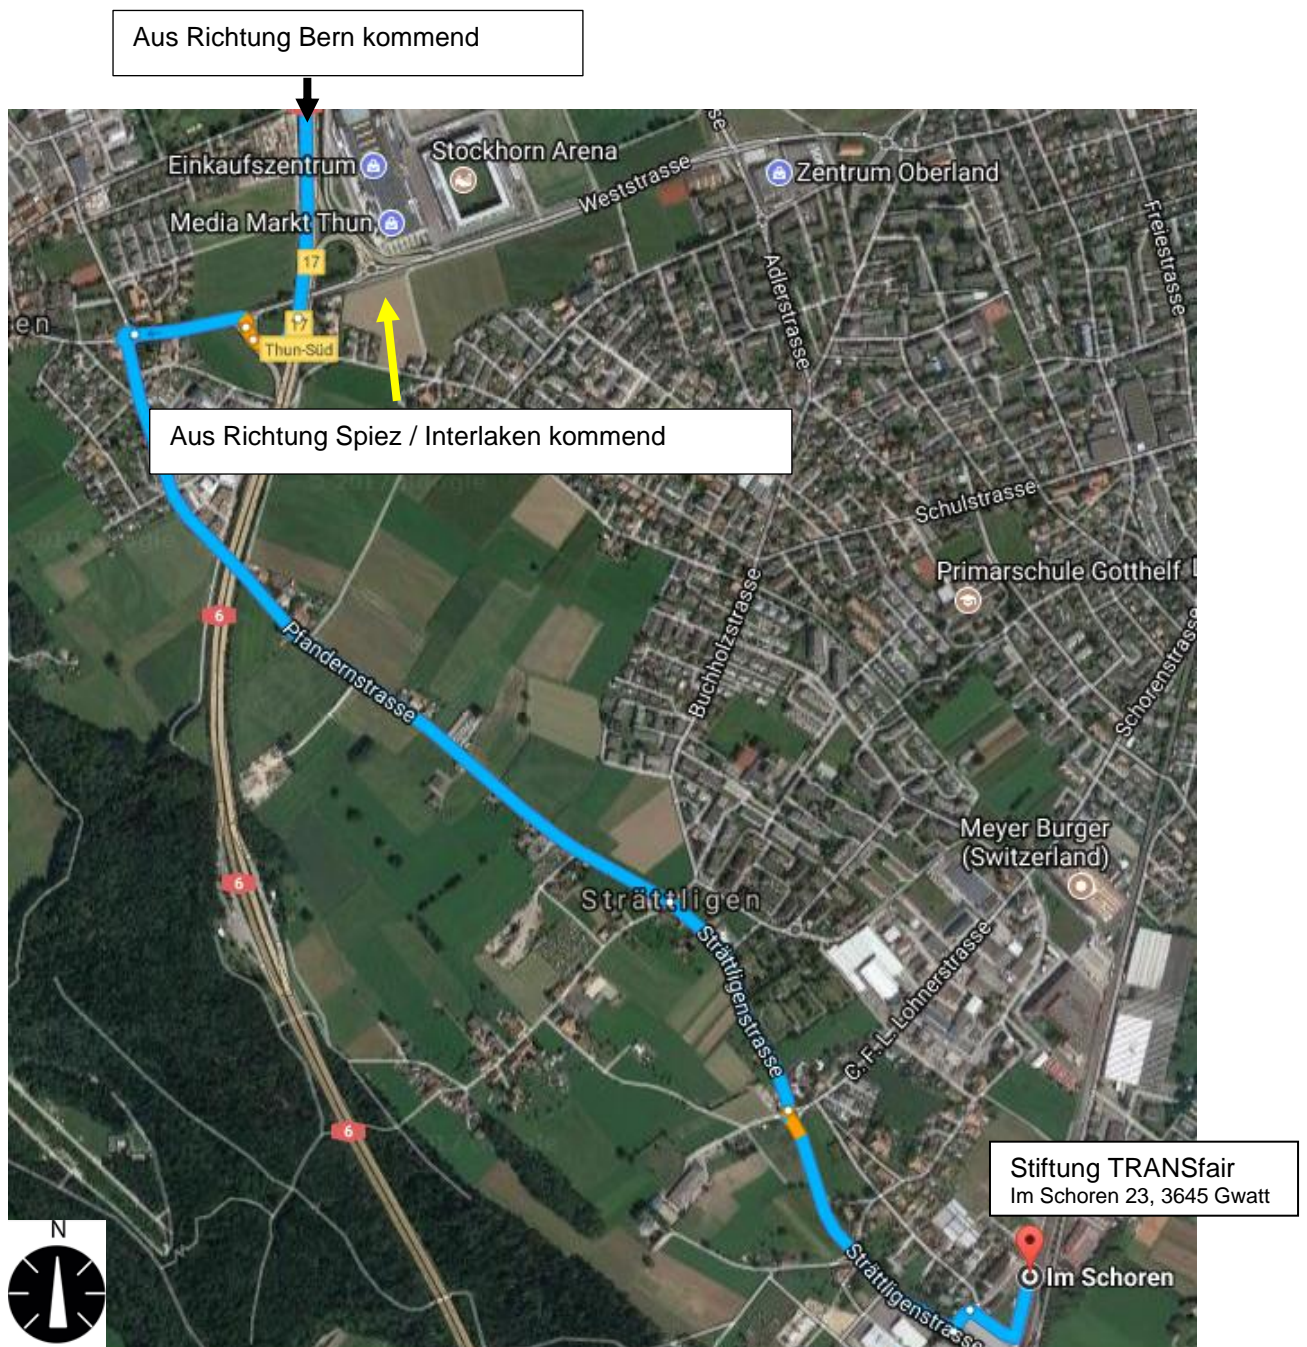 Aus Richtung Bern kommend
Einkaufszentrum
Stockhorn Arena
Weststrasse
Zentrum Oberland
Media Markt Thun
Freiestrasse
17
Adlerstrasse
en
17
Thun-Süd
Aus Richtung Spiez / Interlaken kommend
Schulstrasse
Primarschule Gotthelf
6
Buchholzstrasse
Pfandernstrasse
Schorenstrasse
Meyer Burger
(Switzerland)
6
Strättligen
Strättligenstrasse
C. F. L. Lohnerstrasse
6
Stiftung TRANSfair
Im Schoren 23, 3645 Gwatt
N
Strättligenstrasse
Im Schoren